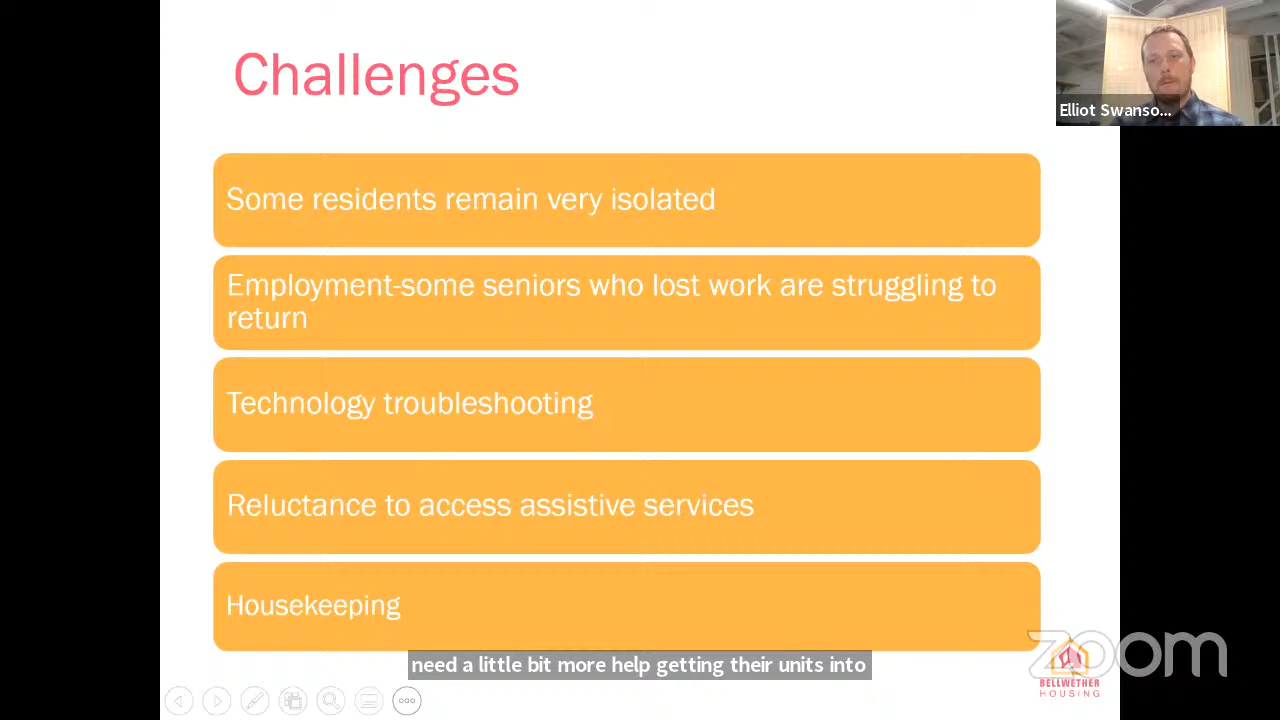 Challenges
Elliot Swanso...
Some residents remain very isolated
Employment-some seniors who lost work are struggling to
return
Technology troubleshooting
Reluctance to access assistive services
Housekeeping
need a little bit more help getting their units into
zoom
BELLWETHER
HOUSING